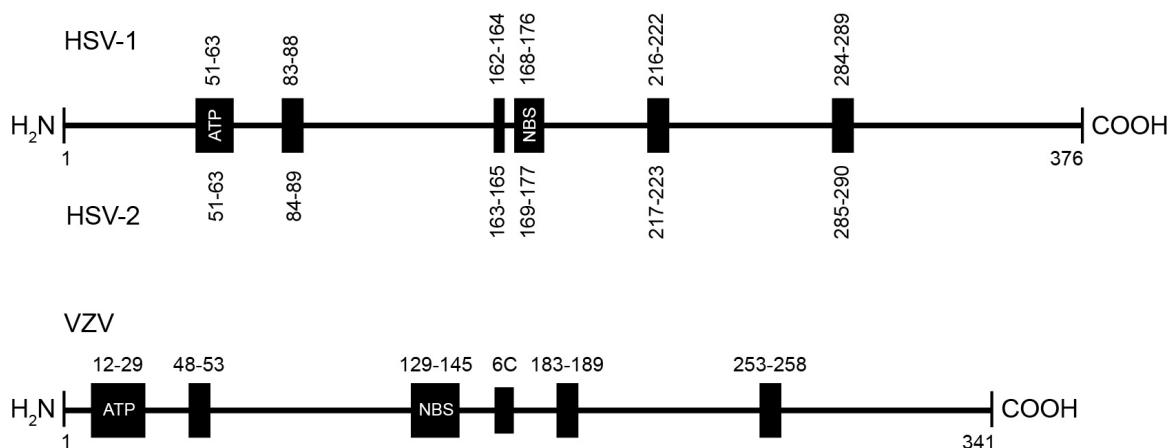 HSV-1
51-63 83-88 162-164 168-176 216-222 284-289
H₂N ATP NBS COOH
1 376
51-63 84-89 163-165 169-177 217-223 285-290
HSV-2
VZV
12-29 48-53 129-145 6C 183-189 253-258
H₂N ATP NBS COOH
1 341